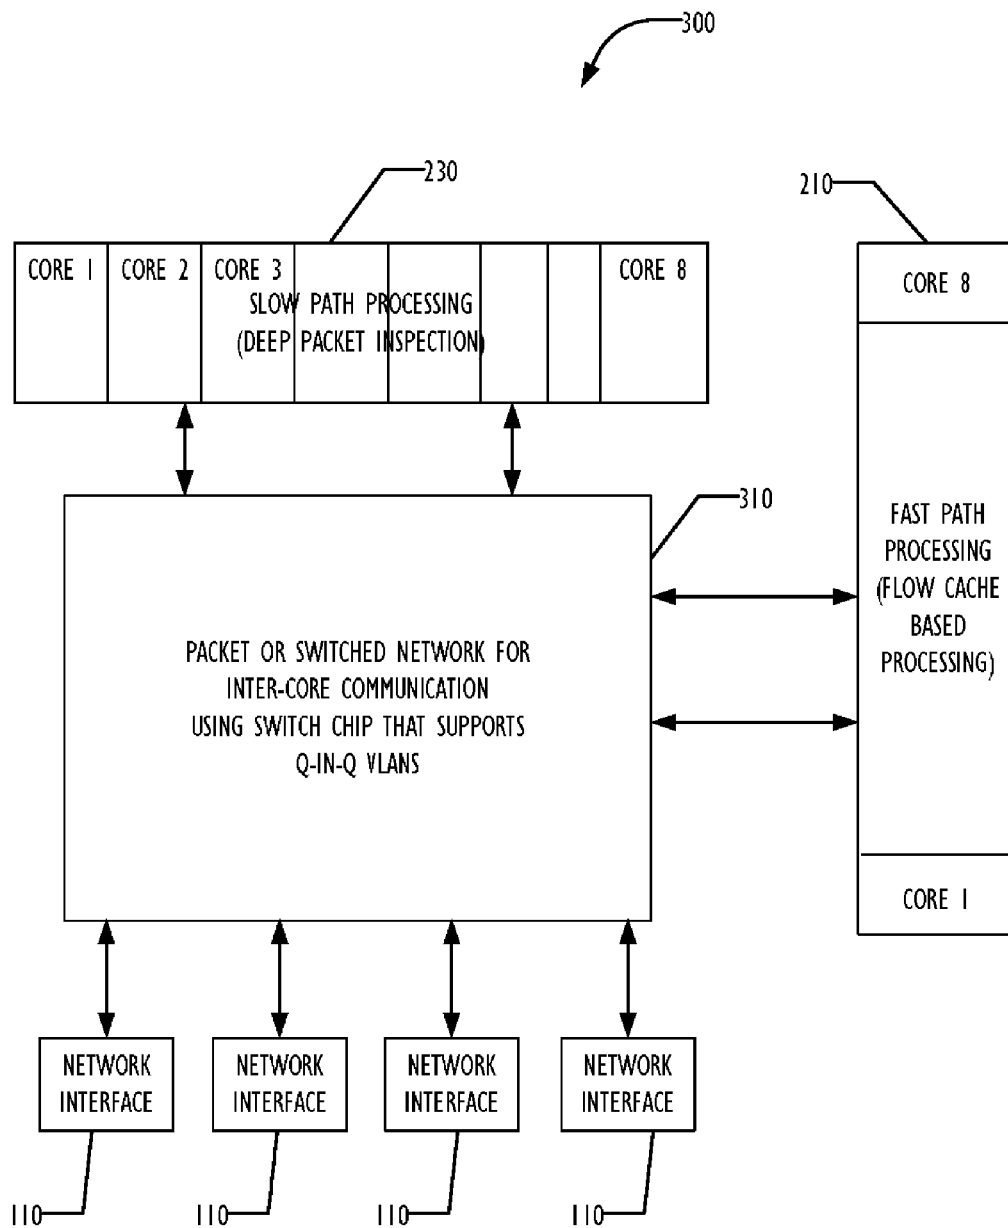 300
230
210
CORE 1 CORE 2 CORE 3 CORE 8
SLOW PATH PROCESSING
(DEEP PACKET INSPECTION)
CORE 8
310
FAST PATH
PROCESSING
(FLOW CACHE
BASED
PROCESSING)
PACKET OR SWITCHED NETWORK FOR
INTER-CORE COMMUNICATION
USING SWITCH CHIP THAT SUPPORTS
Q-IN-Q VLANS
CORE 1
NETWORK
INTERFACE
NETWORK
INTERFACE
NETWORK
INTERFACE
NETWORK
INTERFACE
110
110
110
110